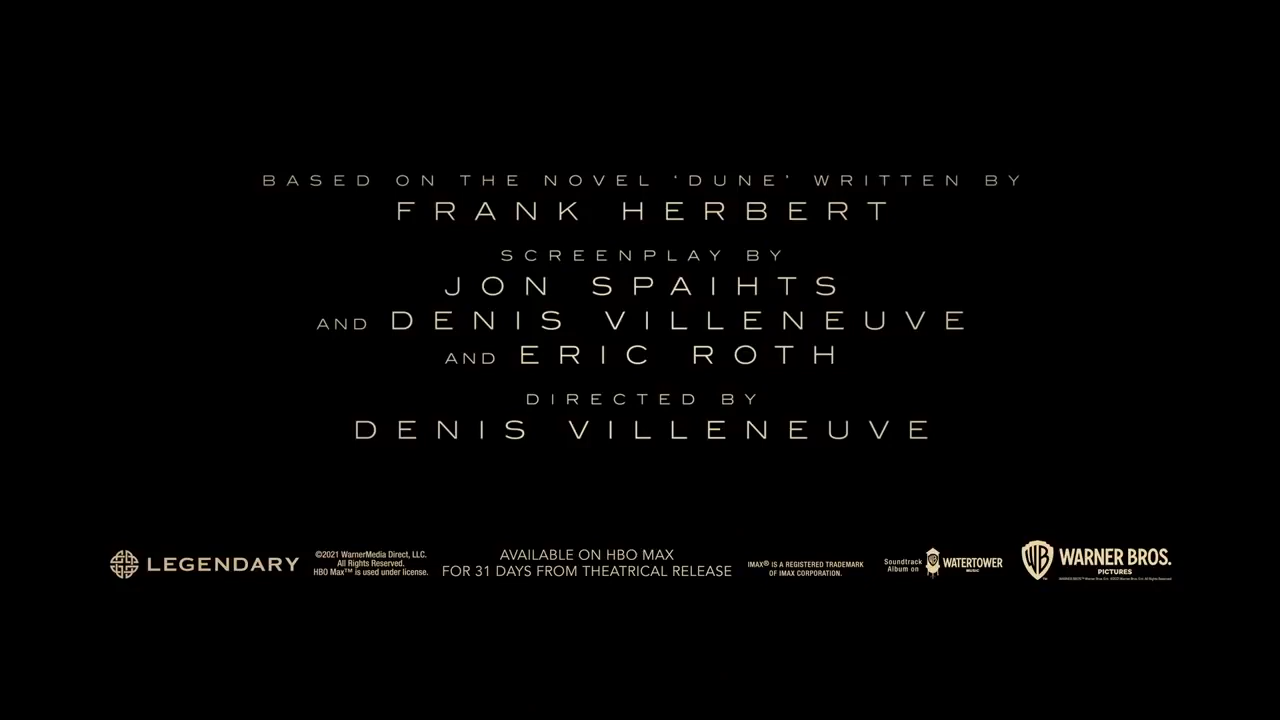 BASED ON THE NOVEL ‘DUNE’ WRITTEN BY
FRANK HERBERT
SCREENPLAY BY
JON SPAIHTS
AND DENIS VILLENEUVE
AND ERIC ROTH
DIRECTED BY
DENIS VILLENEUVE
LEGENDARY
©2021 WarnerMedia Direct, LLC.
All Rights Reserved.
HBO Max™ is used under license.
AVAILABLE ON HBO MAX
FOR 31 DAYS FROM THEATRICAL RELEASE
IMAX® IS A REGISTERED TRADEMARK
OF IMAX CORPORATION.
Soundtrack
Album on
WATERTOWER
MUSIC
WB
WARNER BROS.
PICTURES